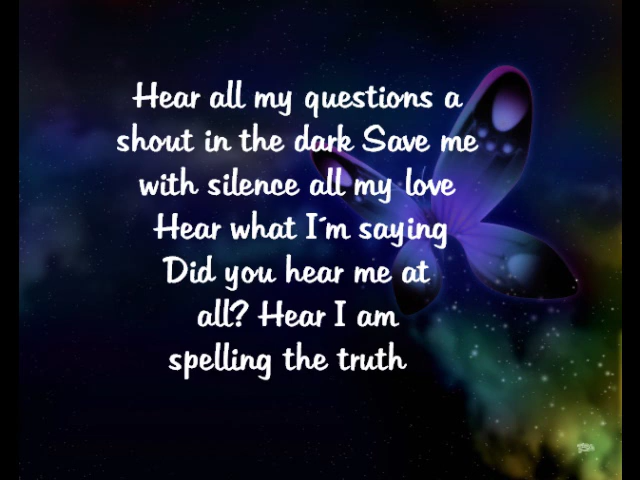 Hear all my questions a
shout in the dark Save me
with silence all my love
Hear what I´m saying
Did you hear me at
all? Hear I am
spelling the truth